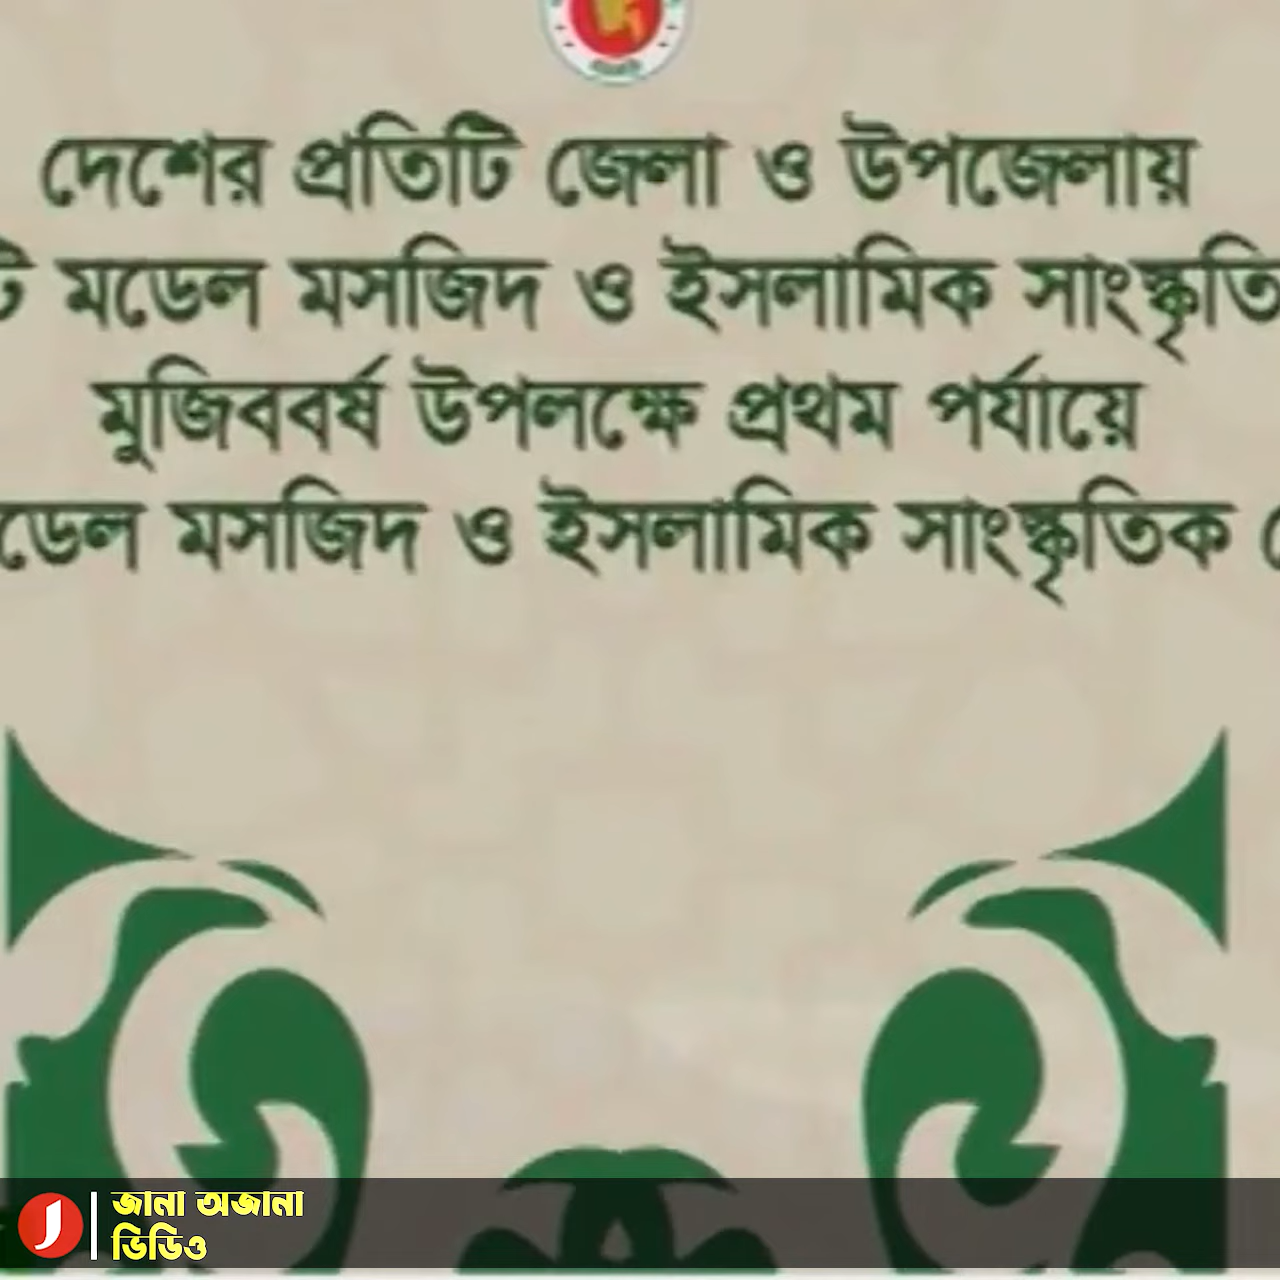 দেশের প্রতিটি জেলা ও উপজেলায়
টি মডেল মসজিদ ও ইসলামিক সাংস্কৃতি
মুজিববর্ষ উপলক্ষে প্রথম পর্যায়ে
ডেল মসজিদ ও ইসলামিক সাংস্কৃতিক
জানা অজানা
ভিডিও